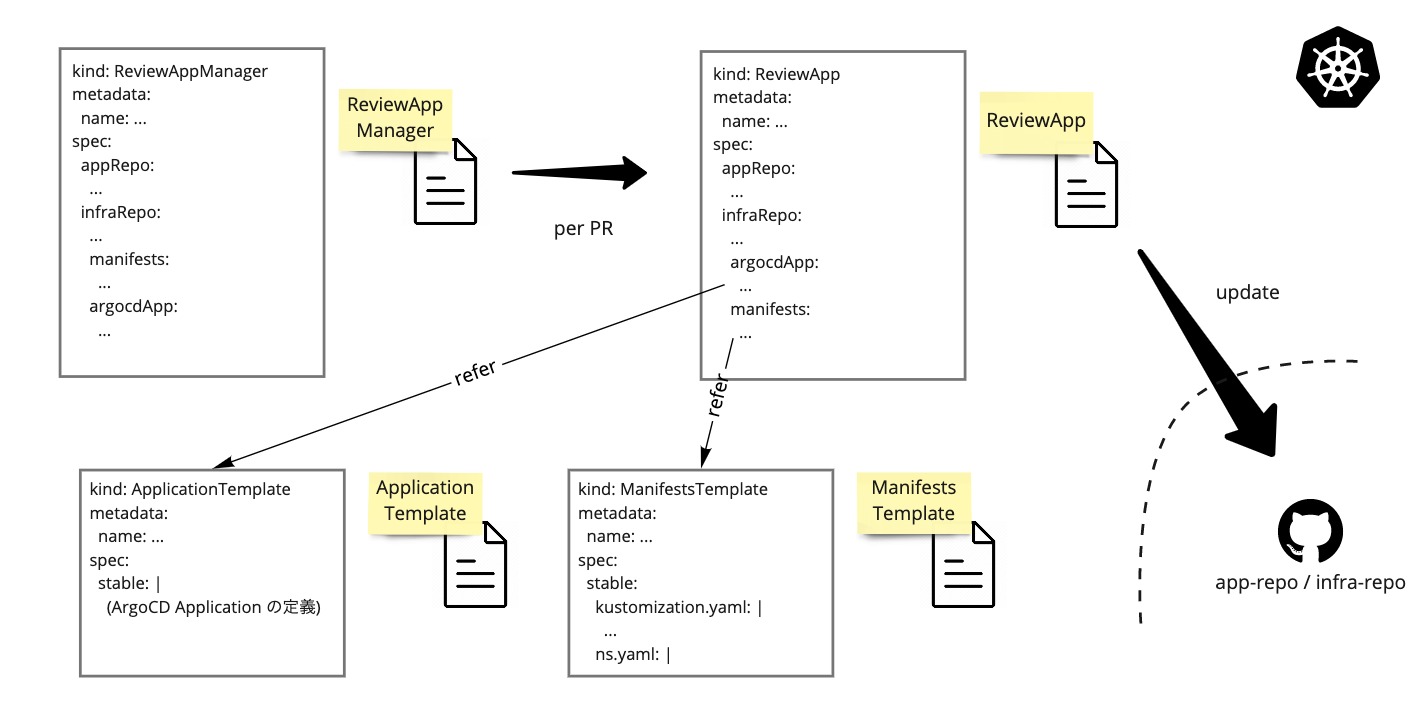 kind: ReviewAppManager
metadata:
  name: ...
spec:
  appRepo:
    ...
  infraRepo:
    ...
    manifests:
      ...
    argocdApp:
      ...
ReviewApp
Manager
per PR
kind: ReviewApp
metadata:
  name: ...
spec:
  appRepo:
    ...
  infraRepo:
    ...
    argocdApp:
      ...
    manifests:
      ...
ReviewApp
update
refer
refer
kind: ApplicationTemplate
metadata:
  name: ...
spec:
  stable: |
    (ArgoCD Application の定義)
Application
Template
kind: ManifestsTemplate
metadata:
  name: ...
spec:
  stable:
    kustomization.yaml: |
      ...
    ns.yaml: |
Manifests
Template
app-repo / infra-repo